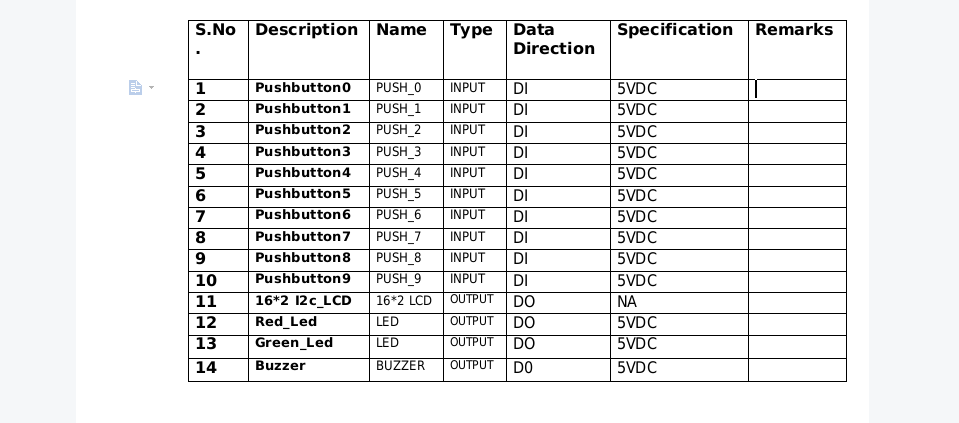 S.No. Description Name Type Data Direction Specification Remarks
1 Pushbutton0 PUSH_0 INPUT DI 5VDC
2 Pushbutton1 PUSH_1 INPUT DI 5VDC
3 Pushbutton2 PUSH_2 INPUT DI 5VDC
4 Pushbutton3 PUSH_3 INPUT DI 5VDC
5 Pushbutton4 PUSH_4 INPUT DI 5VDC
6 Pushbutton5 PUSH_5 INPUT DI 5VDC
7 Pushbutton6 PUSH_6 INPUT DI 5VDC
8 Pushbutton7 PUSH_7 INPUT DI 5VDC
9 Pushbutton8 PUSH_8 INPUT DI 5VDC
10 Pushbutton9 PUSH_9 INPUT DI 5VDC
11 16*2 I2c_LCD 16*2 LCD OUTPUT DO NA
12 Red_Led LED OUTPUT DO 5VDC
13 Green_Led LED OUTPUT DO 5VDC
14 Buzzer BUZZER OUTPUT D0 5VDC